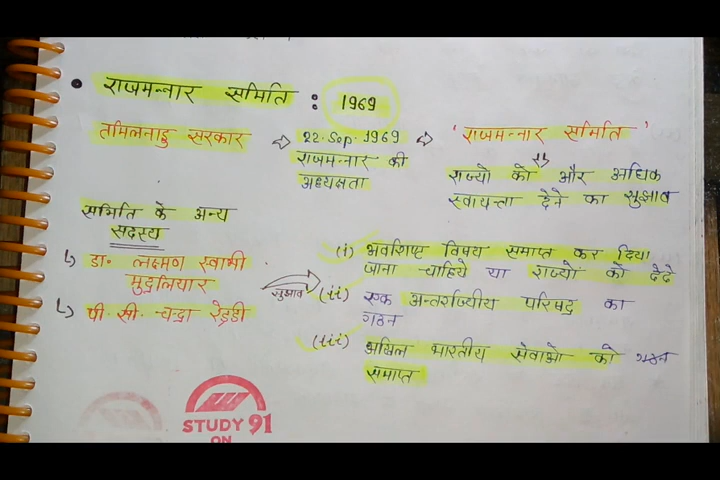 राजमन्नार समिति : 1969
तमिलनाडु सरकार ⇨ 22. Sep. 1969 ⇨ 'राजमन्नार समिति'
राजमन्नार की
अध्यक्षता
राज्यो को और अधिक
स्वायत्ता देने का सुझाव
समिति के अन्य
सदस्य
डा॰ लक्ष्मण स्वामी
मुद्रालियार
पी. सी. चन्द्रा रेड्डी
सुझाव
(i) अवशिष्ट विषय समाप्त कर दिया
जाना चाहिये या राज्यों को देदे
(ii) एक अन्तर्राज्यीय परिषद् का
गठन
(iii) अखिल भारतीय सेवाओ को गठन
समाप्त
STUDY 91
ON